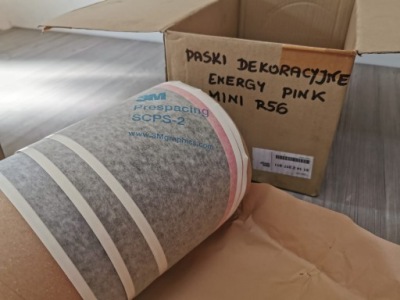 PASKI DEKORACYJNE
ENERGY PINK
MINI R56
3M
Prespacing
SCPS-2
www.3Mgraphics.com